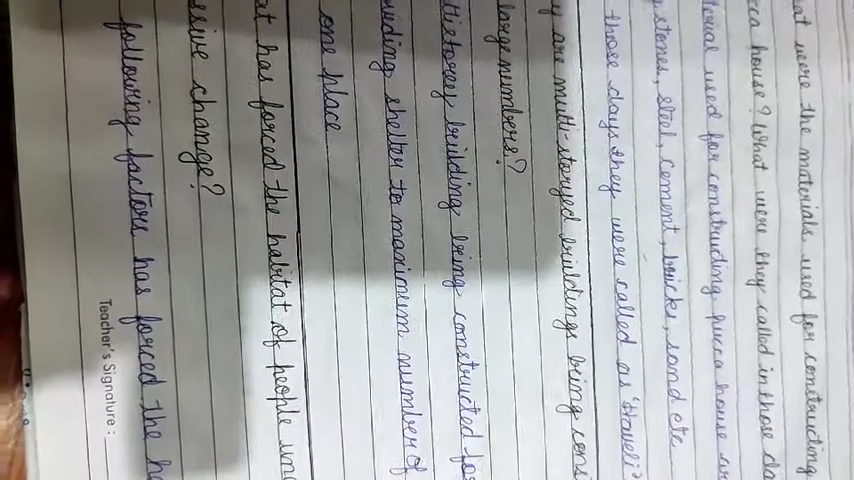 at were the materials used for constructing
cca house? What were they called in those da
terial used for constructing pucca house ar
stones, steel, cement, bricks, sand etc
those days they were called as 'Haveli'
y are multi-storyed buildings being cons
large numbers?
ltistorey building being constructed for
viding shelter to maximum number of
one place
at has forced the habitat of people und
essive change?
following factors has forced the ha
Teacher's Signature :